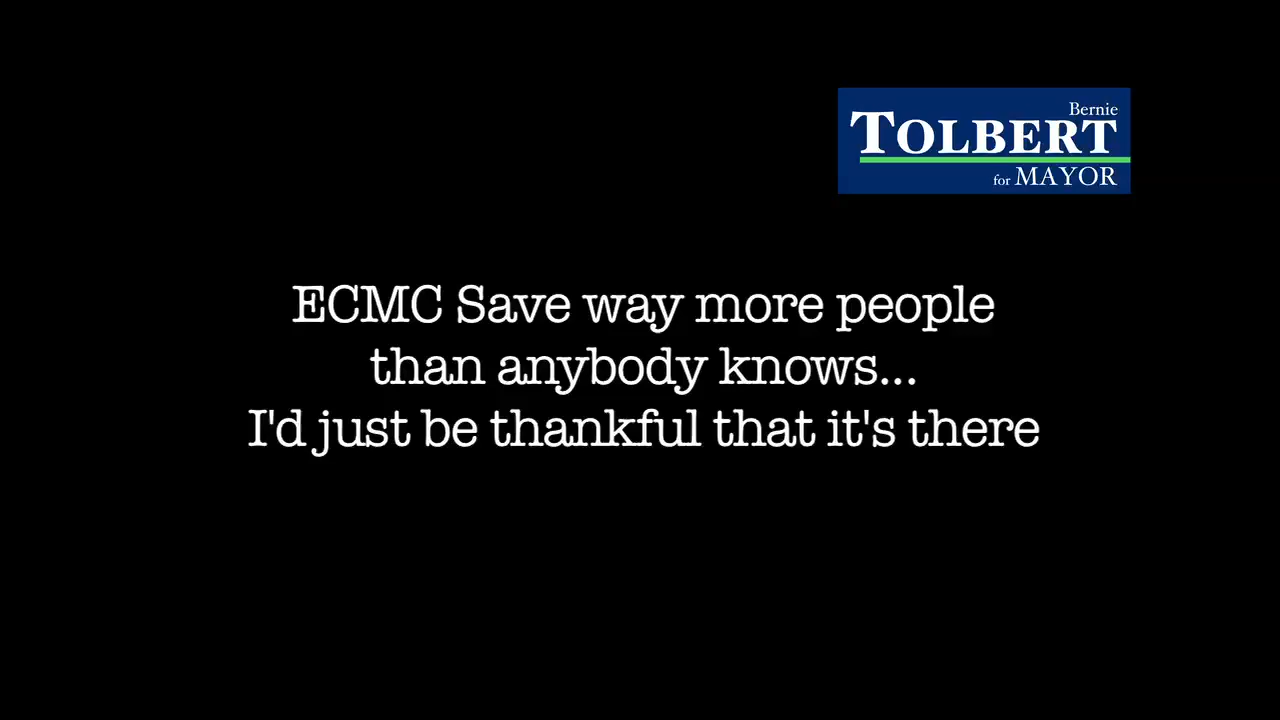 Bernie
TOLBERT
for MAYOR
ECMC Save way more people
than anybody knows...
I'd just be thankful that it's there